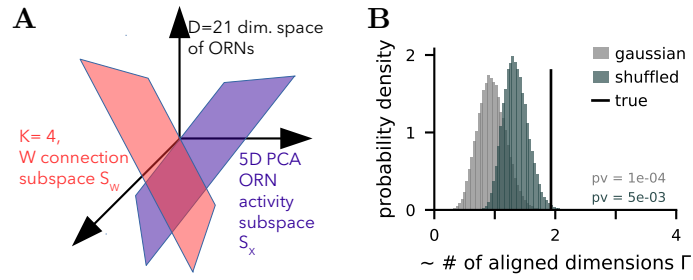 A
D=21 dim. space
of ORNs
K= 4,
W connection
subspace S_W
5D PCA
ORN
activity
subspace
S_x
B
probability density
2
1
0
gaussian
shuffled
true
pv = 1e-04
pv = 5e-03
0
2
4
~ # of aligned dimensions Γ